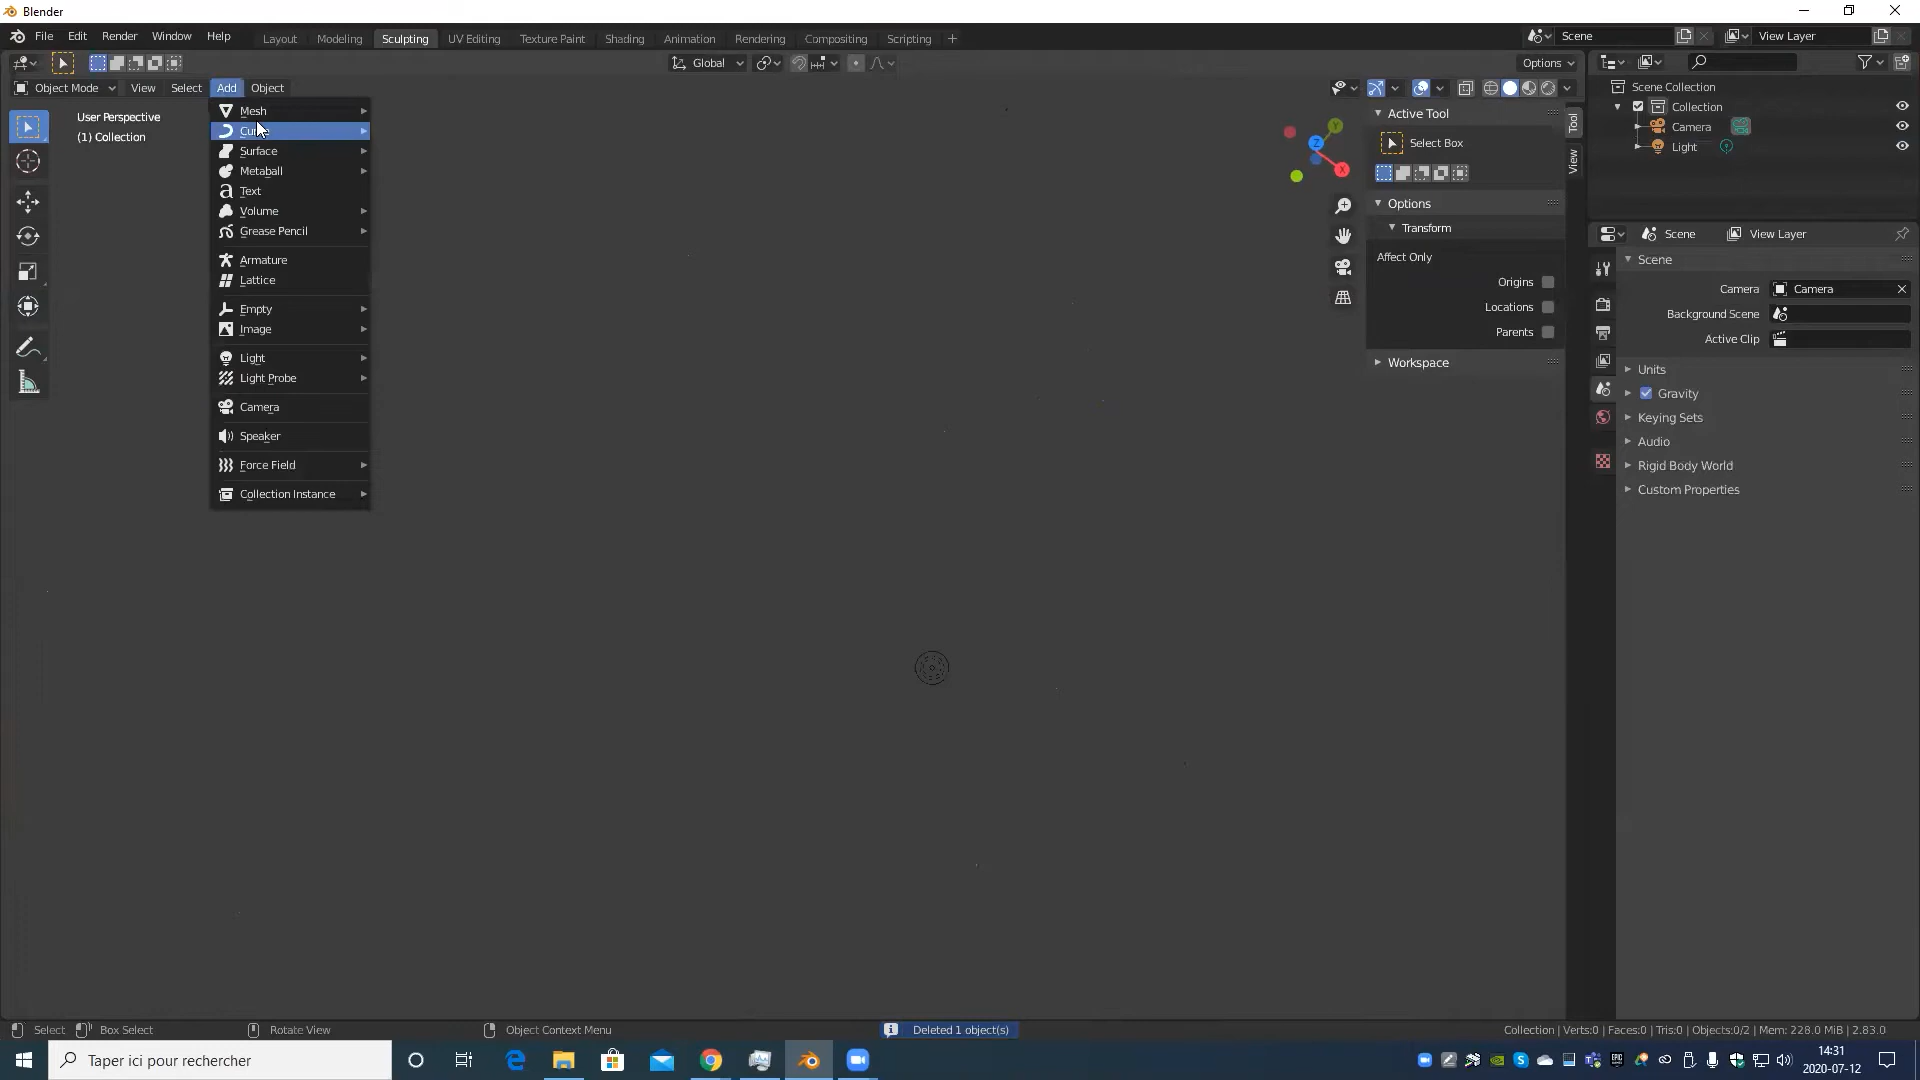 Blender
File Edit Render Window Help Layout Modeling Sculpting UV Editing Texture Paint Shading Animation Rendering Compositing Scripting + Scene View Layer
Global Options
Object Mode View Select Add Object
User Perspective
(1) Collection
Mesh
Surface
Metaball
Text
Volume
Grease Pencil
Armature
Lattice
Empty
Image
Light
Light Probe
Camera
Speaker
Force Field
Collection Instance
Z
Y
X
Active Tool
Select Box
Options
Transform
Affect Only
Origins
Locations
Parents
Workspace
Tool
View
Scene Collection
Collection
Camera
Light
Scene View Layer
Scene
Camera Camera
Background Scene
Active Clip
Units
Gravity
Keying Sets
Audio
Rigid Body World
Custom Properties
Select Box Select Rotate View Object Context Menu Deleted 1 object(s) Collection | Verts:0 | Faces:0 | Tris:0 | Objects:0/2 | Mem: 228.0 MiB | 2.83.0
Taper ici pour rechercher
14:31
2020-07-12